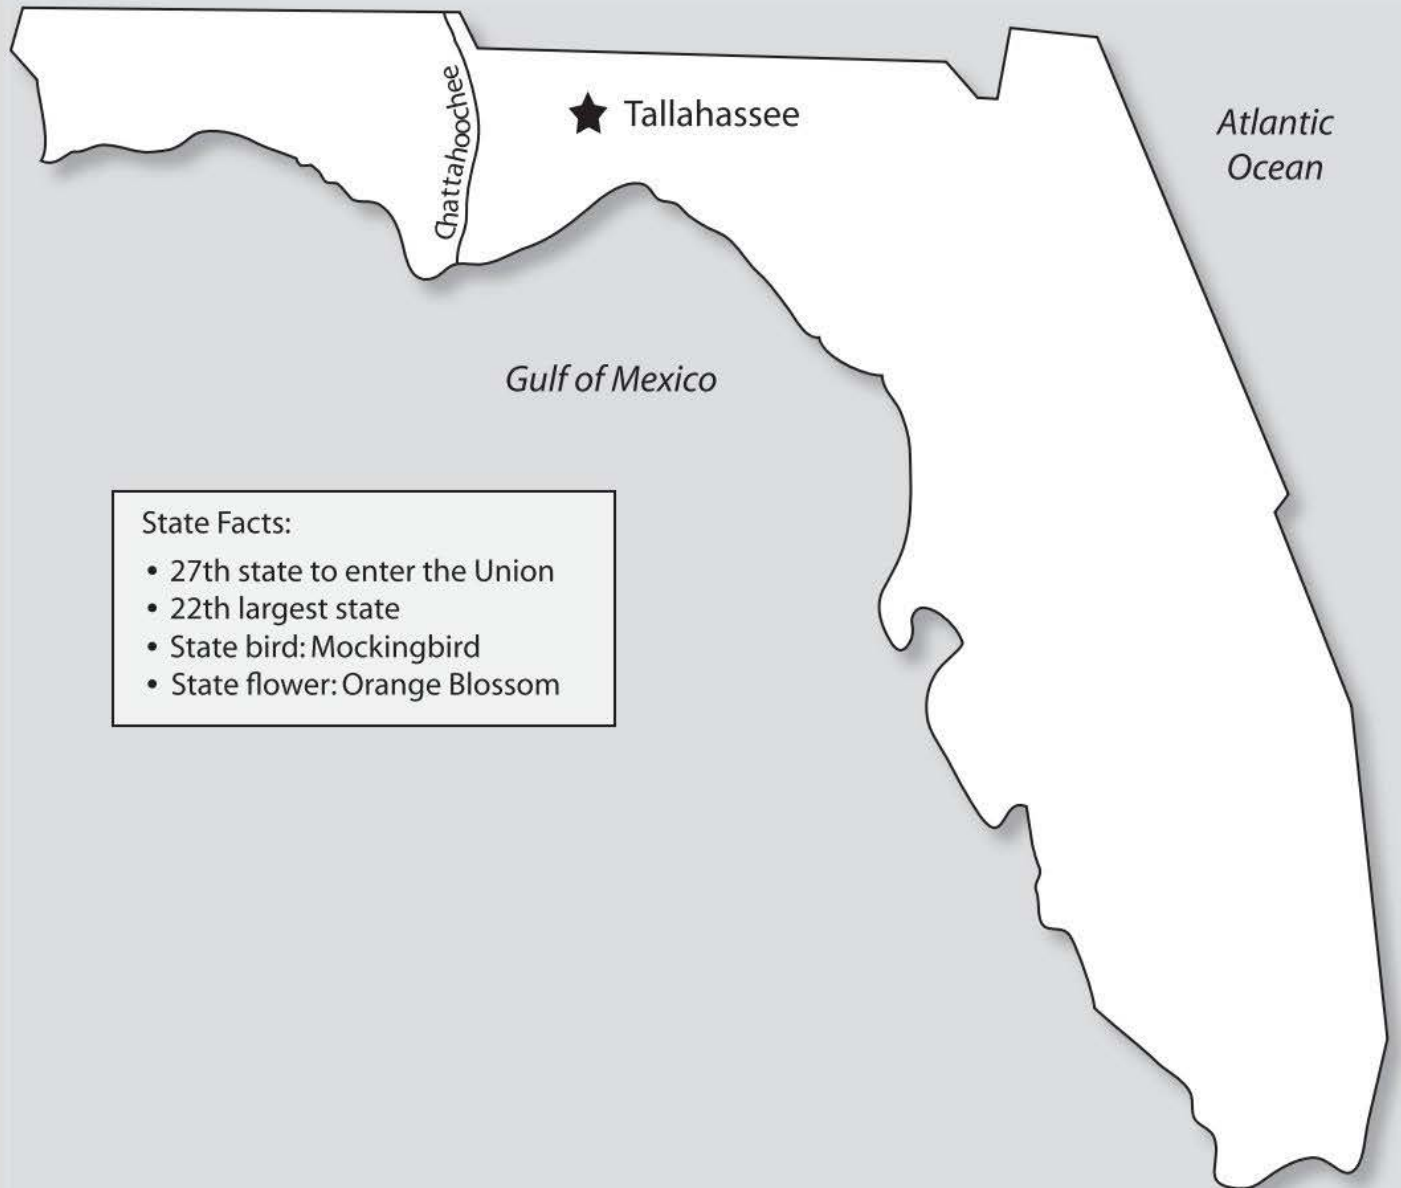 Chattahoochee
Tallahassee
Atlantic
Ocean
Gulf of Mexico
State Facts:
• 27th state to enter the Union
• 22th largest state
• State bird: Mockingbird
• State flower: Orange Blossom